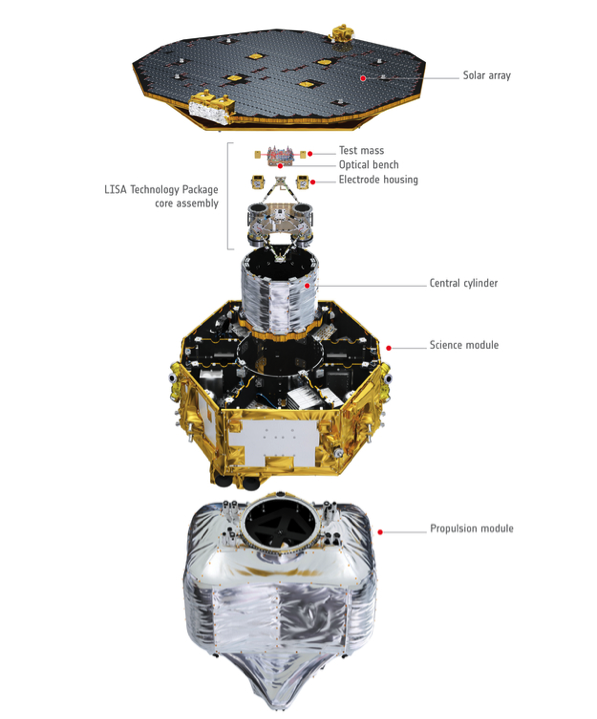 Solar array
Test mass
Optical bench
Electrode housing
LISA Technology Package
core assembly
Central cylinder
Science module
Propulsion module